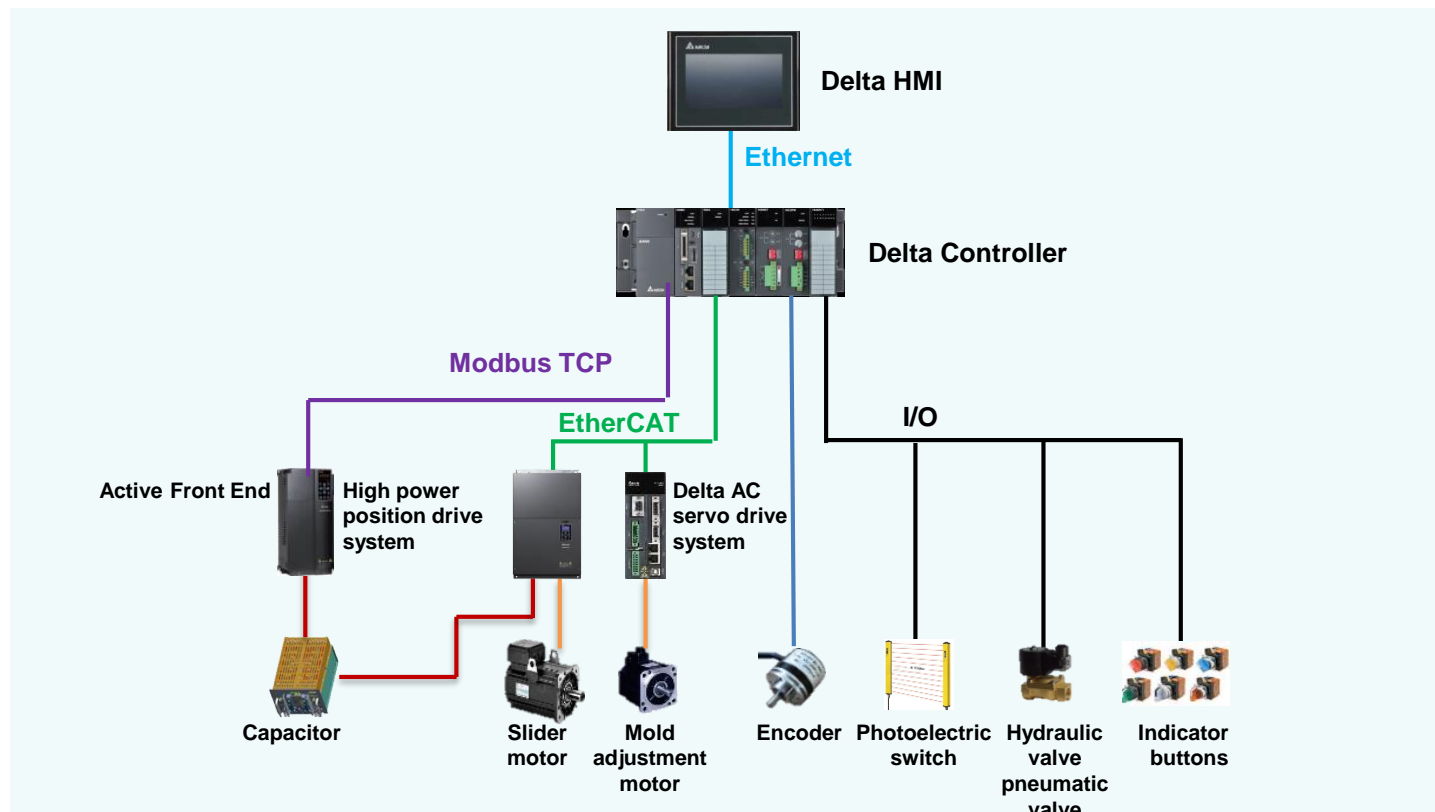 Delta HMI
Ethernet
Delta Controller
Modbus TCP
EtherCAT
I/O
Active Front End
High power
position drive
system
Delta AC
servo drive
system
Capacitor
Slider
motor
Mold
adjustment
motor
Encoder
Photoelectric
switch
Hydraulic
valve
pneumatic
valve
Indicator
buttons